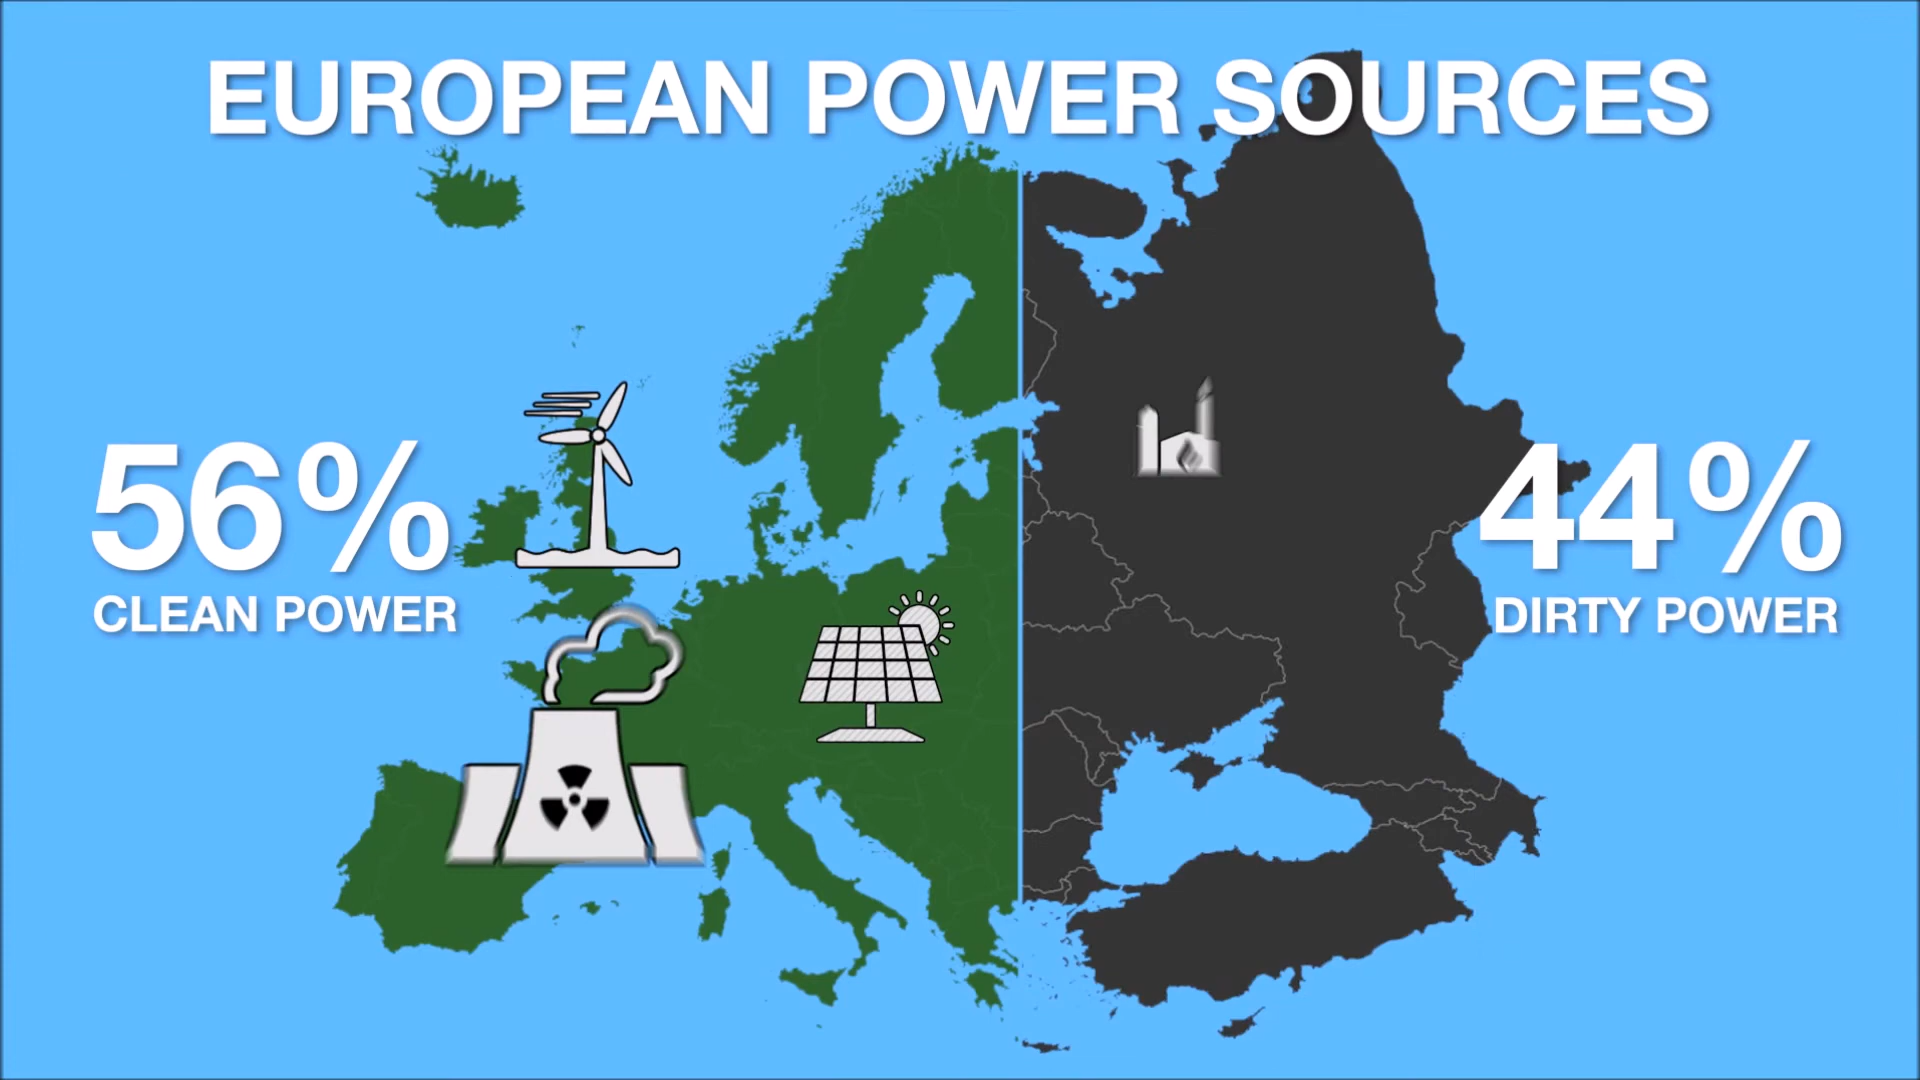 EUROPEAN POWER SOURCES
56%
CLEAN POWER
44%
DIRTY POWER